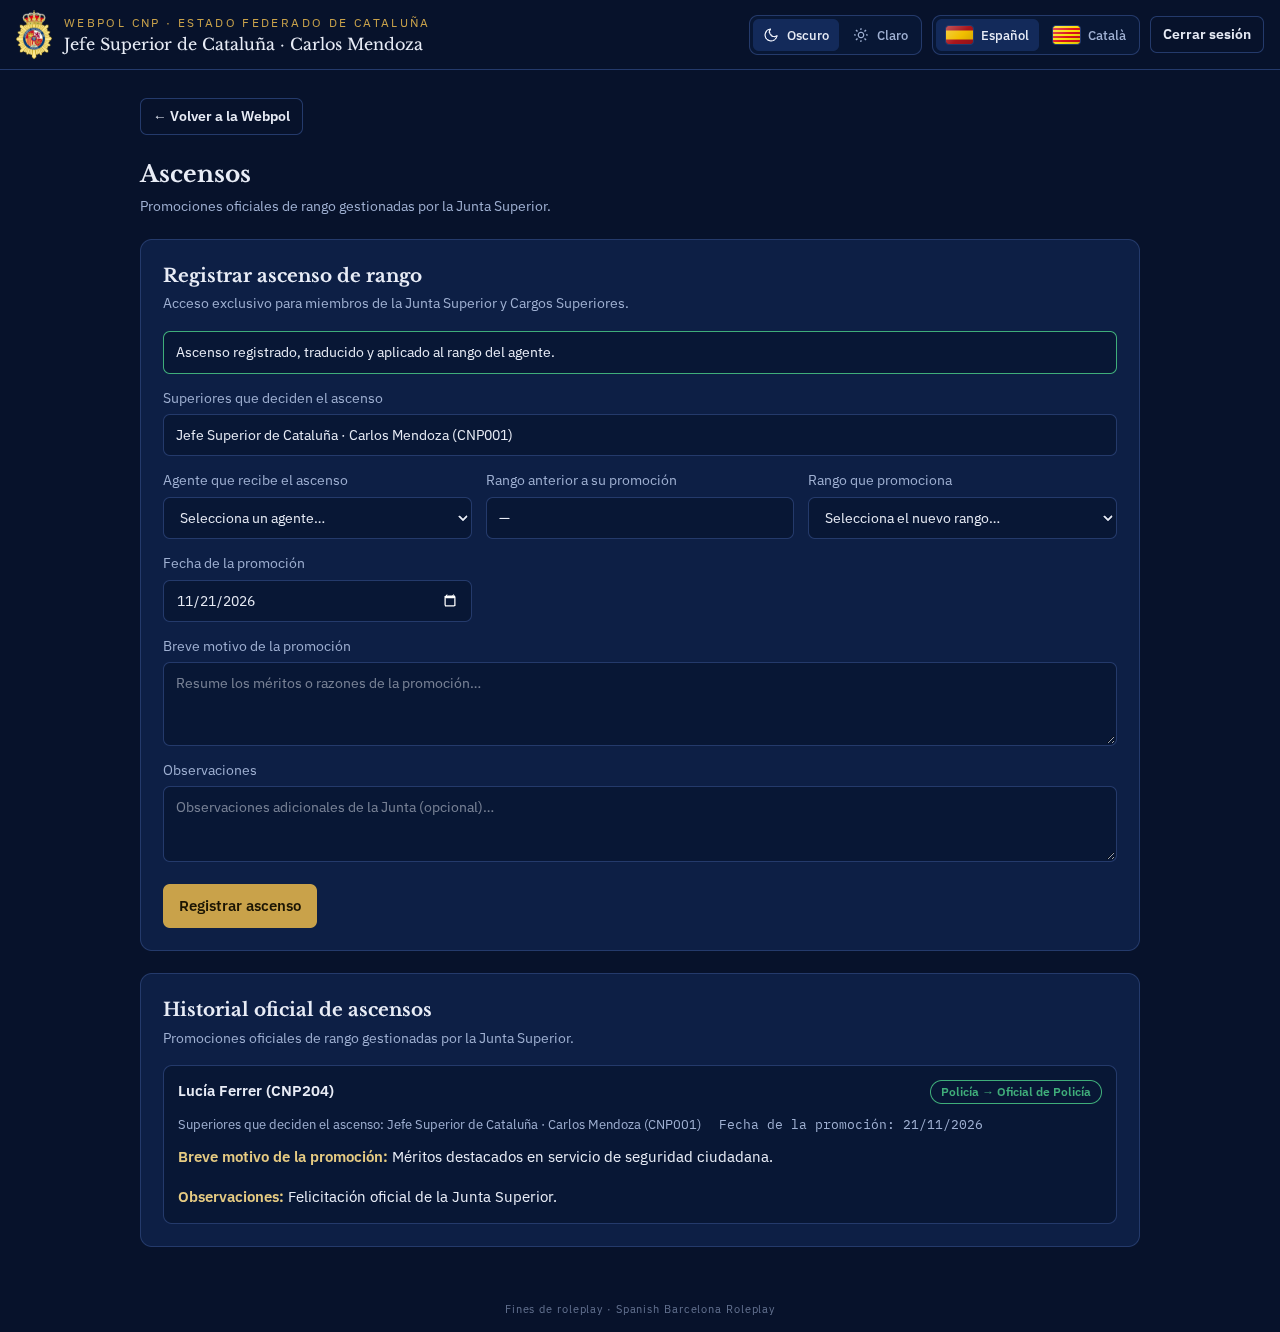 WEBPOL CNP · ESTADO FEDERADO DE CATALUÑA
Jefe Superior de Cataluña · Carlos Mendoza
Oscuro
Claro
Español
Català
Cerrar sesión
← Volver a la Webpol
Ascensos
Promociones oficiales de rango gestionadas por la Junta Superior.
Registrar ascenso de rango
Acceso exclusivo para miembros de la Junta Superior y Cargos Superiores.
Ascenso registrado, traducido y aplicado al rango del agente.
Superiores que deciden el ascenso
Jefe Superior de Cataluña · Carlos Mendoza (CNP001)
Agente que recibe el ascenso
Rango anterior a su promoción
Rango que promociona
Selecciona un agente...
—
Selecciona el nuevo rango...
Fecha de la promoción
11/21/2026
Breve motivo de la promoción
Resume los méritos o razones de la promoción...
Observaciones
Observaciones adicionales de la Junta (opcional)...
Registrar ascenso
Historial oficial de ascensos
Promociones oficiales de rango gestionadas por la Junta Superior.
Lucía Ferrer (CNP204)
Policía → Oficial de Policía
Superiores que deciden el ascenso: Jefe Superior de Cataluña · Carlos Mendoza (CNP001) Fecha de la promoción: 21/11/2026
Breve motivo de la promoción: Méritos destacados en servicio de seguridad ciudadana.
Observaciones: Felicitación oficial de la Junta Superior.
Fines de roleplay · Spanish Barcelona Roleplay